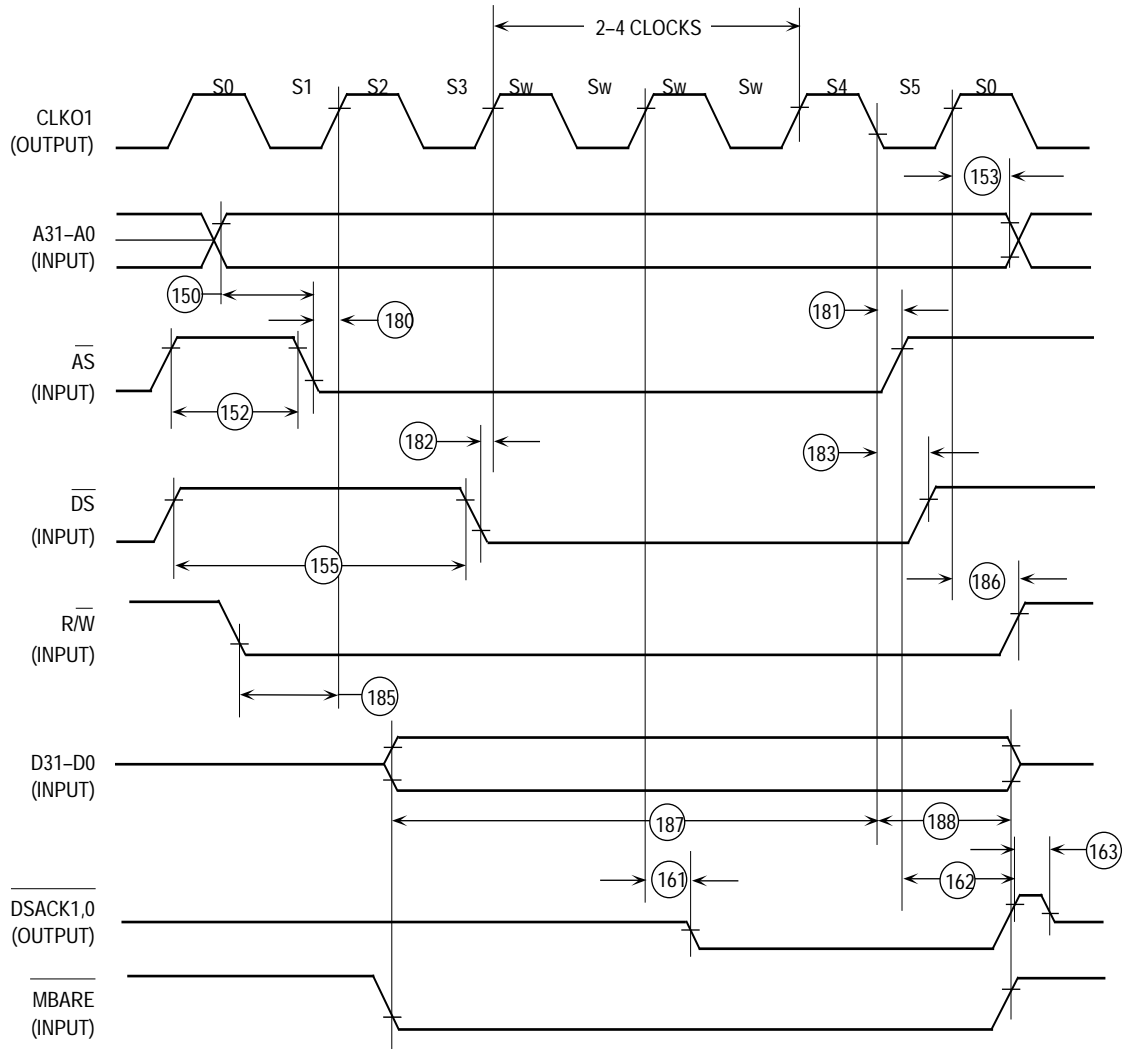 2–4 CLOCKS
S0 S1 S2 S3 Sw Sw Sw Sw S4 S5 S0
CLKO1
(OUTPUT)
153
A31–A0
(INPUT)
150
180
181
AS
(INPUT)
152
182
183
DS
(INPUT)
155
186
R/W
(INPUT)
185
D31–D0
(INPUT)
187
188
163
161
162
DSACK1,0
(OUTPUT)
MBARE
(INPUT)